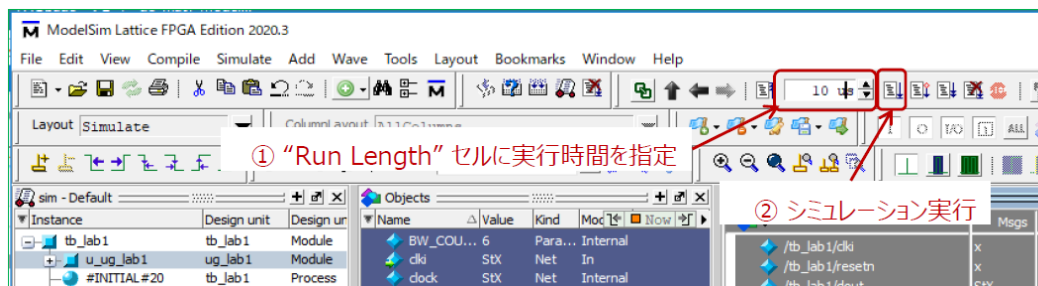 ModelSim Lattice FPGA Edition 2020.3
File Edit View Compile Simulate Add Wave Tools Layout Bookmarks Window Help
10 us
Layout Simulate
ColumnLayout AllColumns
ALL
① “Run Length” セルに実行時間を指定
② シミュレーション実行
sim - Default
Instance Design unit Design un
tb_lab1 tb_lab1 Module
u_ug_lab1 ug_lab1 Module
#INITIAL#20 tb_lab1 Process
Objects
Name Value Kind Mod Now
BW_COU... 6 Para... Internal
clki StX Net In
clock StX Net Internal
Msgs
/tb_lab1/clki x
/tb_lab1/resetn x
/tb_lab1/dout StX